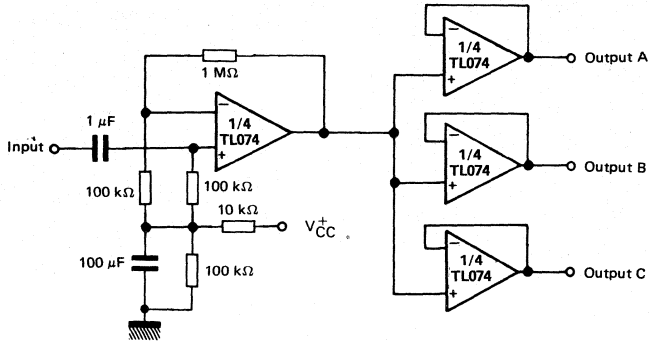 1/4
TL074
Output A
1 MΩ
1 µF
1/4
TL074
Input
1/4
TL074
Output B
100 kΩ
100 kΩ
10 kΩ
V+CC
100 µF
100 kΩ
1/4
TL074
Output C
−
+
−
+
−
+
−
+